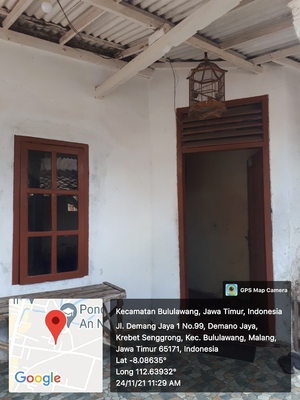 GPS Map Camera
Pond
An N
Google
Kecamatan Bululawang, Jawa Timur, Indonesia
Jl. Demang Jaya 1 No.99, Demano Jaya,
Krebet Senggrong, Kec. Bululawang, Malang,
Jawa Timur 65171, Indonesia
Lat -8.08635°
Long 112.63932°
24/11/21 11:29 AM